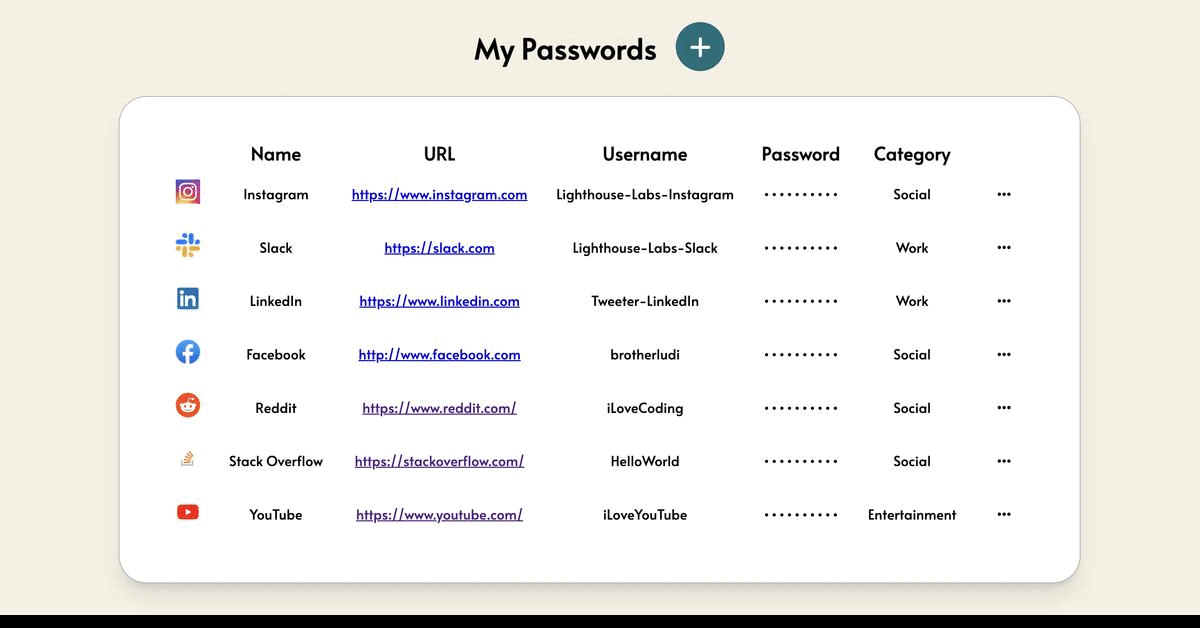 My Passwords +
Name URL Username Password Category
Instagram https://www.instagram.com Lighthouse-Labs-Instagram •••••••••• Social •••
Slack https://slack.com Lighthouse-Labs-Slack •••••••••• Work •••
in LinkedIn https://www.linkedin.com Tweeter-LinkedIn •••••••••• Work •••
f Facebook http://www.facebook.com brotherludi •••••••••• Social •••
Reddit https://www.reddit.com/ iLoveCoding •••••••••• Social •••
Stack Overflow https://stackoverflow.com/ HelloWorld •••••••••• Social •••
YouTube https://www.youtube.com/ iLoveYouTube •••••••••• Entertainment •••